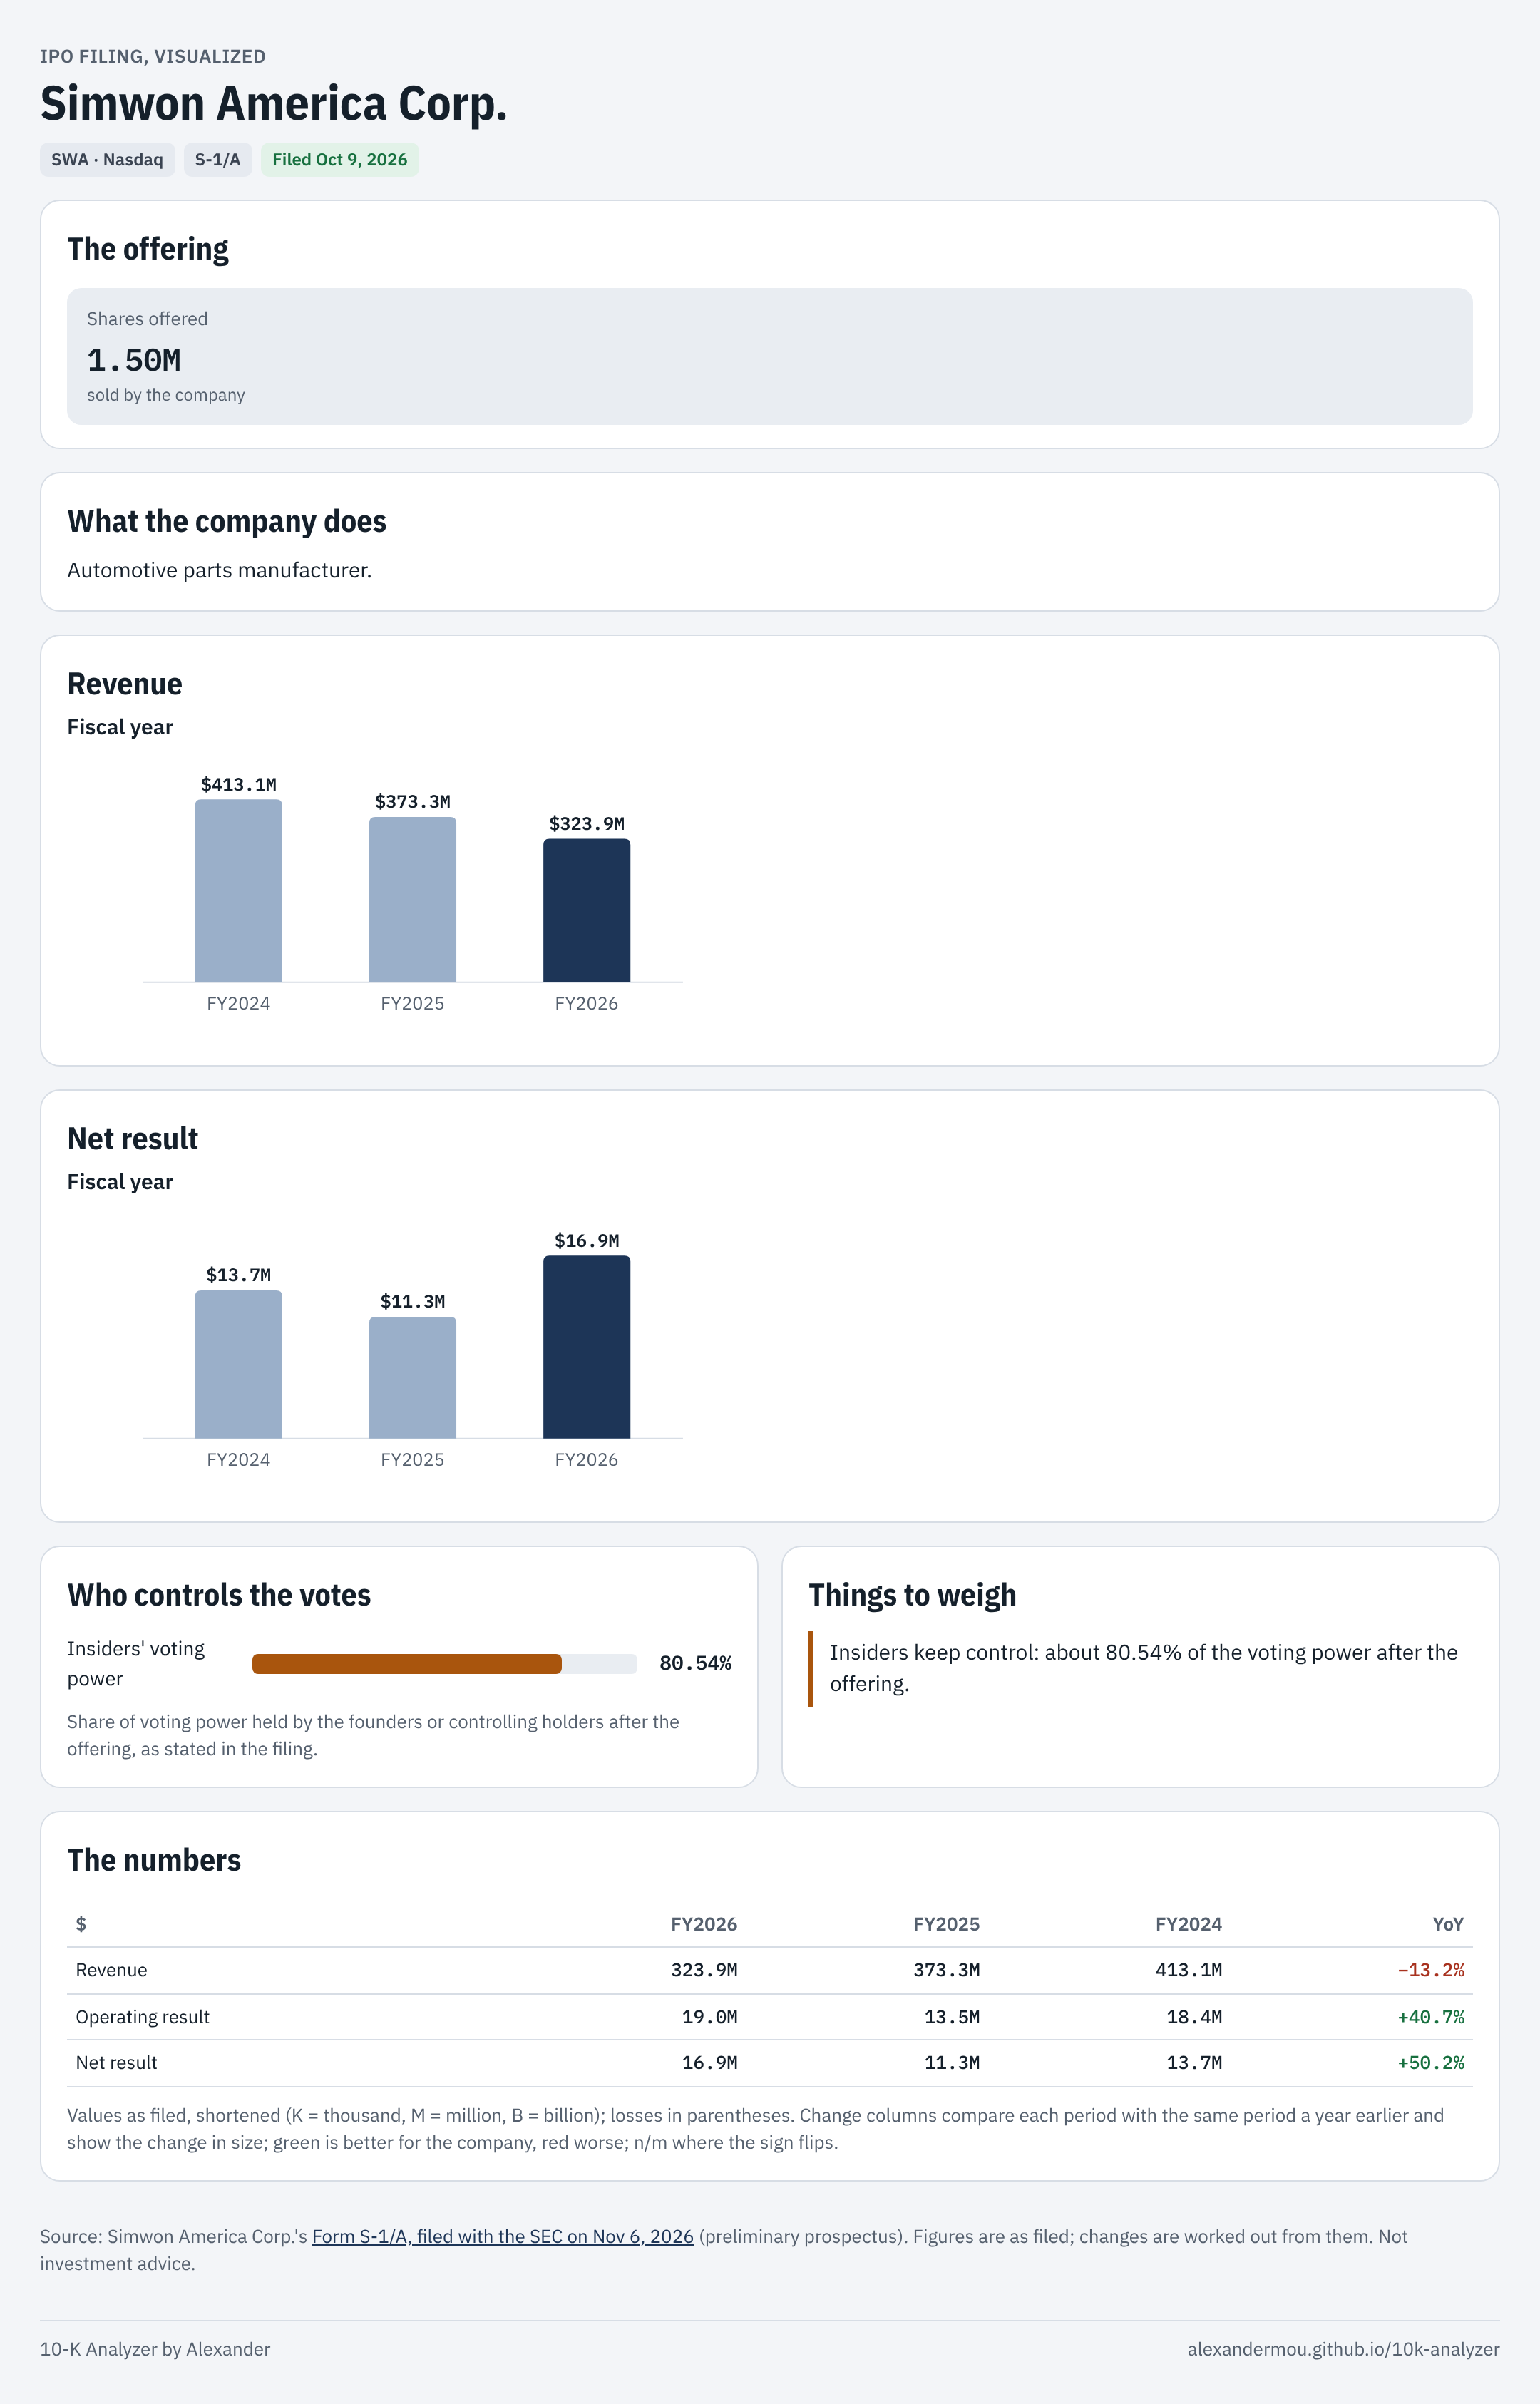 IPO FILING, VISUALIZED
Simwon America Corp.
SWA · Nasdaq
S-1/A
Filed Oct 9, 2026
The offering
Shares offered
1.50M
sold by the company
What the company does
Automotive parts manufacturer.
Revenue
Fiscal year
$413.1M
$373.3M
$323.9M
FY2024
FY2025
FY2026
Net result
Fiscal year
$13.7M
$11.3M
$16.9M
FY2024
FY2025
FY2026
Who controls the votes
Insiders' voting
power
80.54%
Share of voting power held by the founders or controlling holders after the
offering, as stated in the filing.
Things to weigh
Insiders keep control: about 80.54% of the voting power after the
offering.
The numbers
$ FY2026 FY2025 FY2024 YoY
Revenue 323.9M 373.3M 413.1M −13.2%
Operating result 19.0M 13.5M 18.4M +40.7%
Net result 16.9M 11.3M 13.7M +50.2%
Values as filed, shortened (K = thousand, M = million, B = billion); losses in parentheses. Change columns compare each period with the same period a year earlier and
show the change in size; green is better for the company, red worse; n/m where the sign flips.
Source: Simwon America Corp.'s Form S-1/A, filed with the SEC on Nov 6, 2026 (preliminary prospectus). Figures are as filed; changes are worked out from them. Not
investment advice.
10-K Analyzer by Alexander
alexandermou.github.io/10k-analyzer